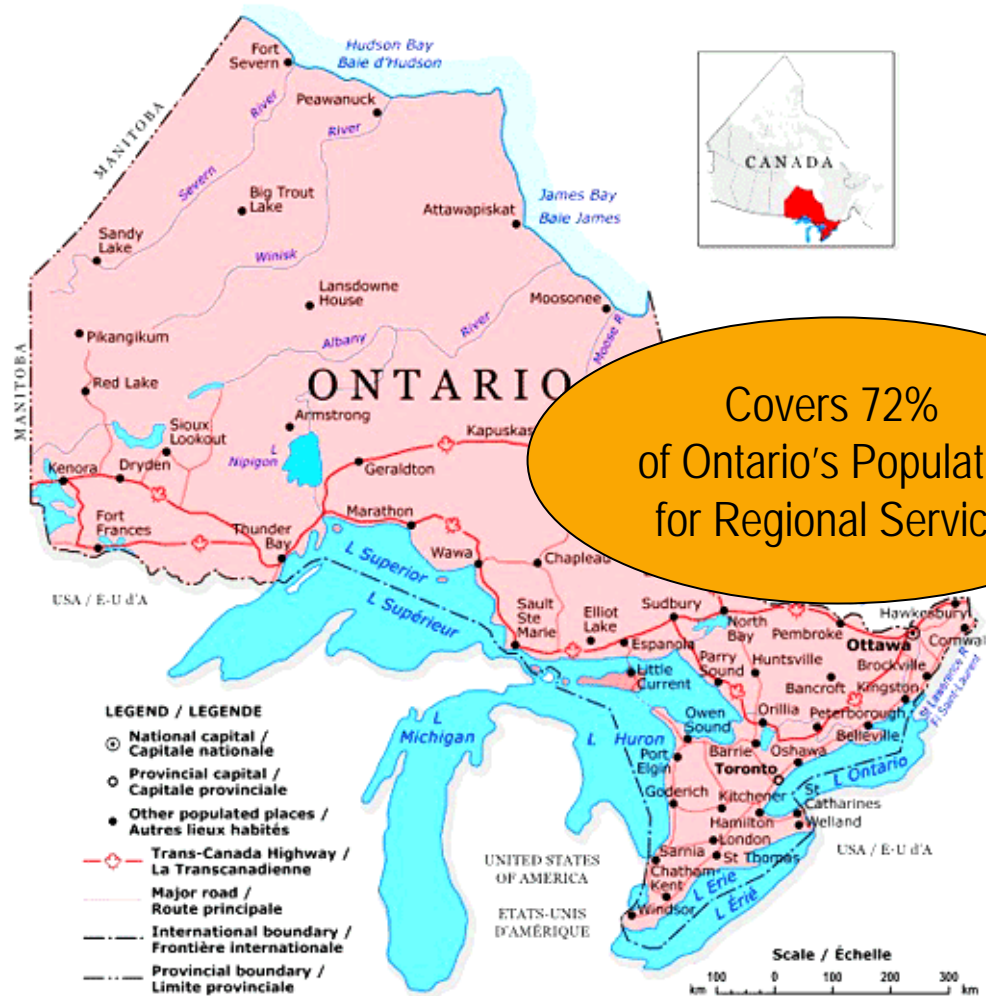 Hudson Bay
Baie d'Hudson
Fort
Severn
Peawanuck
River
River
MANITOBA
Severn
Big Trout
Lake
James Bay
Baie James
Attawapiskat
CANADA
Sandy
Lake
Winisk
Lansdowne
House
Moosonee
Pikangikum
Albany
River
Moose R
MANITOBA
Red Lake
ONTARIO
Armstrong
Sioux
Lookout
L
Nipigon
Kapuskas
Geraldton
Kenora
Dryden
Covers 72%
of Ontario's Populat
for Regional Servic
Fort
Frances
Thunder
Bay
Marathon
Wawa
Chapleau
L Superior
L Supérieur
USA / E-U d'A
Sault
Ste
Marie
Elliot
Lake
Sudbury
Espanola
North
Bay
Pembroke
Hawkesbury
Ottawa
Cornwal
Little
Current
Parry
Sound
Huntsville
Brockville
Bancroft
Kingston
St Lawrence R
Fl Saint-Laurent
Owen
Sound
Orillia
Peterborough
Belleville
L
Michigan
L Huron
Port
Elgin
Barrie
Oshawa
Toronto
L Ontario
Goderich
Kitchener
St
Catharines
Hamilton
Welland
London
Sarnia
St Thomas
USA / E-U d'A
Chatham
Kent
L Erie
L Érié
Windsor
UNITED STATES
OF AMERICA
ETATS-UNIS
D'AMÉRIQUE
LEGEND / LEGENDE
National capital /
Capitale nationale
Provincial capital /
Capitale provinciale
Other populated places /
Autres lieux habités
Trans-Canada Highway /
La Transcanadienne
Major road /
Route principale
International boundary /
Frontière internationale
Provincial boundary /
Limite provinciale
Scale / Échelle
100 0 100 200 300
km km